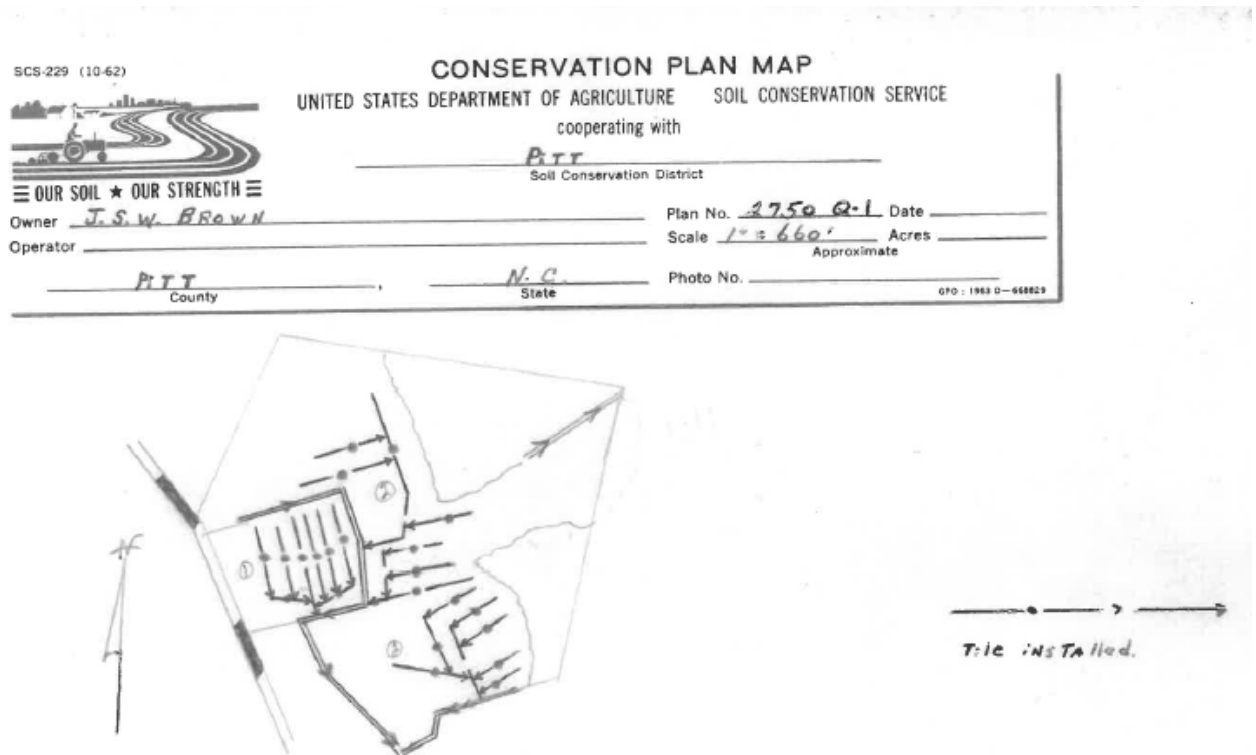 SCS-229 (10-62)
CONSERVATION PLAN MAP
UNITED STATES DEPARTMENT OF AGRICULTURE SOIL CONSERVATION SERVICE
cooperating with
PITT
Soil Conservation District
OUR SOIL ★ OUR STRENGTH
Owner J.S.W. BROWN
Plan No. 2750 Q-1 Date
Operator
Scale 1" = 660' Acres
Approximate
PITT County, N.C. State
Photo No.
GPO : 1963 O-668829
2
1
3
N
Tile installed.